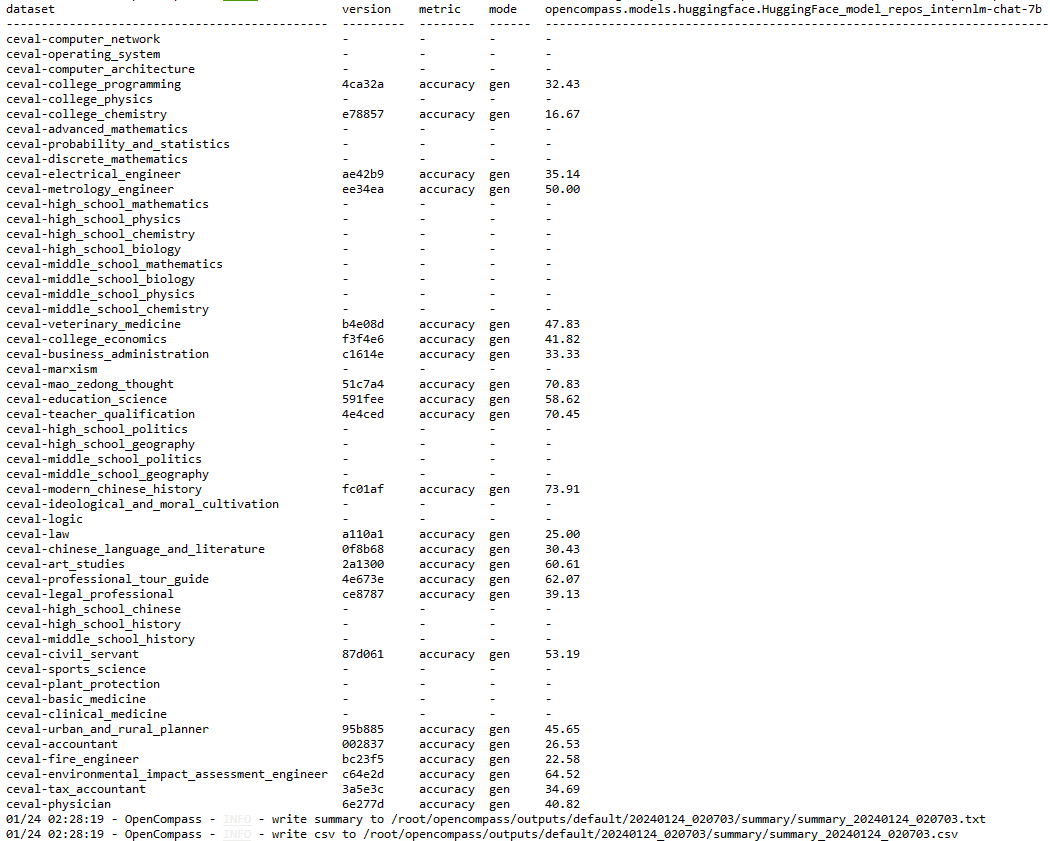 dataset                                         version    metric    mode    opencompass.models.huggingface.HuggingFace_model_repos_internlm-chat-7b
----------------------------------------------  ---------  --------  ------  -------------------------------------------------------------------------
ceval-computer_network                          -          -         -       -
ceval-operating_system                          -          -         -       -
ceval-computer_architecture                     -          -         -       -
ceval-college_programming                       4ca32a     accuracy  gen     32.43
ceval-college_physics                           -          -         -       -
ceval-college_chemistry                         e78857     accuracy  gen     16.67
ceval-advanced_mathematics                      -          -         -       -
ceval-probability_and_statistics                -          -         -       -
ceval-discrete_mathematics                      -          -         -       -
ceval-electrical_engineer                       ae42b9     accuracy  gen     35.14
ceval-metrology_engineer                        ee34ea     accuracy  gen     50.00
ceval-high_school_mathematics                   -          -         -       -
ceval-high_school_physics                       -          -         -       -
ceval-high_school_chemistry                     -          -         -       -
ceval-high_school_biology                       -          -         -       -
ceval-middle_school_mathematics                 -          -         -       -
ceval-middle_school_biology                     -          -         -       -
ceval-middle_school_physics                     -          -         -       -
ceval-middle_school_chemistry                   -          -         -       -
ceval-veterinary_medicine                       b4e08d     accuracy  gen     47.83
ceval-college_economics                         f3f4e6     accuracy  gen     41.82
ceval-business_administration                   c1614e     accuracy  gen     33.33
ceval-marxism                                   -          -         -       -
ceval-mao_zedong_thought                        51c7a4     accuracy  gen     70.83
ceval-education_science                         591fee     accuracy  gen     58.62
ceval-teacher_qualification                     4e4ced     accuracy  gen     70.45
ceval-high_school_politics                      -          -         -       -
ceval-high_school_geography                     -          -         -       -
ceval-middle_school_politics                    -          -         -       -
ceval-middle_school_geography                   -          -         -       -
ceval-modern_chinese_history                    fc01af     accuracy  gen     73.91
ceval-ideological_and_moral_cultivation         -          -         -       -
ceval-logic                                     -          -         -       -
ceval-law                                       a110a1     accuracy  gen     25.00
ceval-chinese_language_and_literature           0f8b68     accuracy  gen     30.43
ceval-art_studies                               2a1300     accuracy  gen     60.61
ceval-professional_tour_guide                   4e673e     accuracy  gen     62.07
ceval-legal_professional                        ce8787     accuracy  gen     39.13
ceval-high_school_chinese                       -          -         -       -
ceval-high_school_history                       -          -         -       -
ceval-middle_school_history                     -          -         -       -
ceval-civil_servant                             87d061     accuracy  gen     53.19
ceval-sports_science                            -          -         -       -
ceval-plant_protection                          -          -         -       -
ceval-basic_medicine                            -          -         -       -
ceval-clinical_medicine                         -          -         -       -
ceval-urban_and_rural_planner                   95b885     accuracy  gen     45.65
ceval-accountant                                002837     accuracy  gen     26.53
ceval-fire_engineer                             bc23f5     accuracy  gen     22.58
ceval-environmental_impact_assessment_engineer  c64e2d     accuracy  gen     64.52
ceval-tax_accountant                            3a5e3c     accuracy  gen     34.69
ceval-physician                                 6e277d     accuracy  gen     40.82
01/24 02:28:19 - OpenCompass - INFO - write summary to /root/opencompass/outputs/default/20240124_020703/summary/summary_20240124_020703.txt
01/24 02:28:19 - OpenCompass - INFO - write csv to /root/opencompass/outputs/default/20240124_020703/summary/summary_20240124_020703.csv